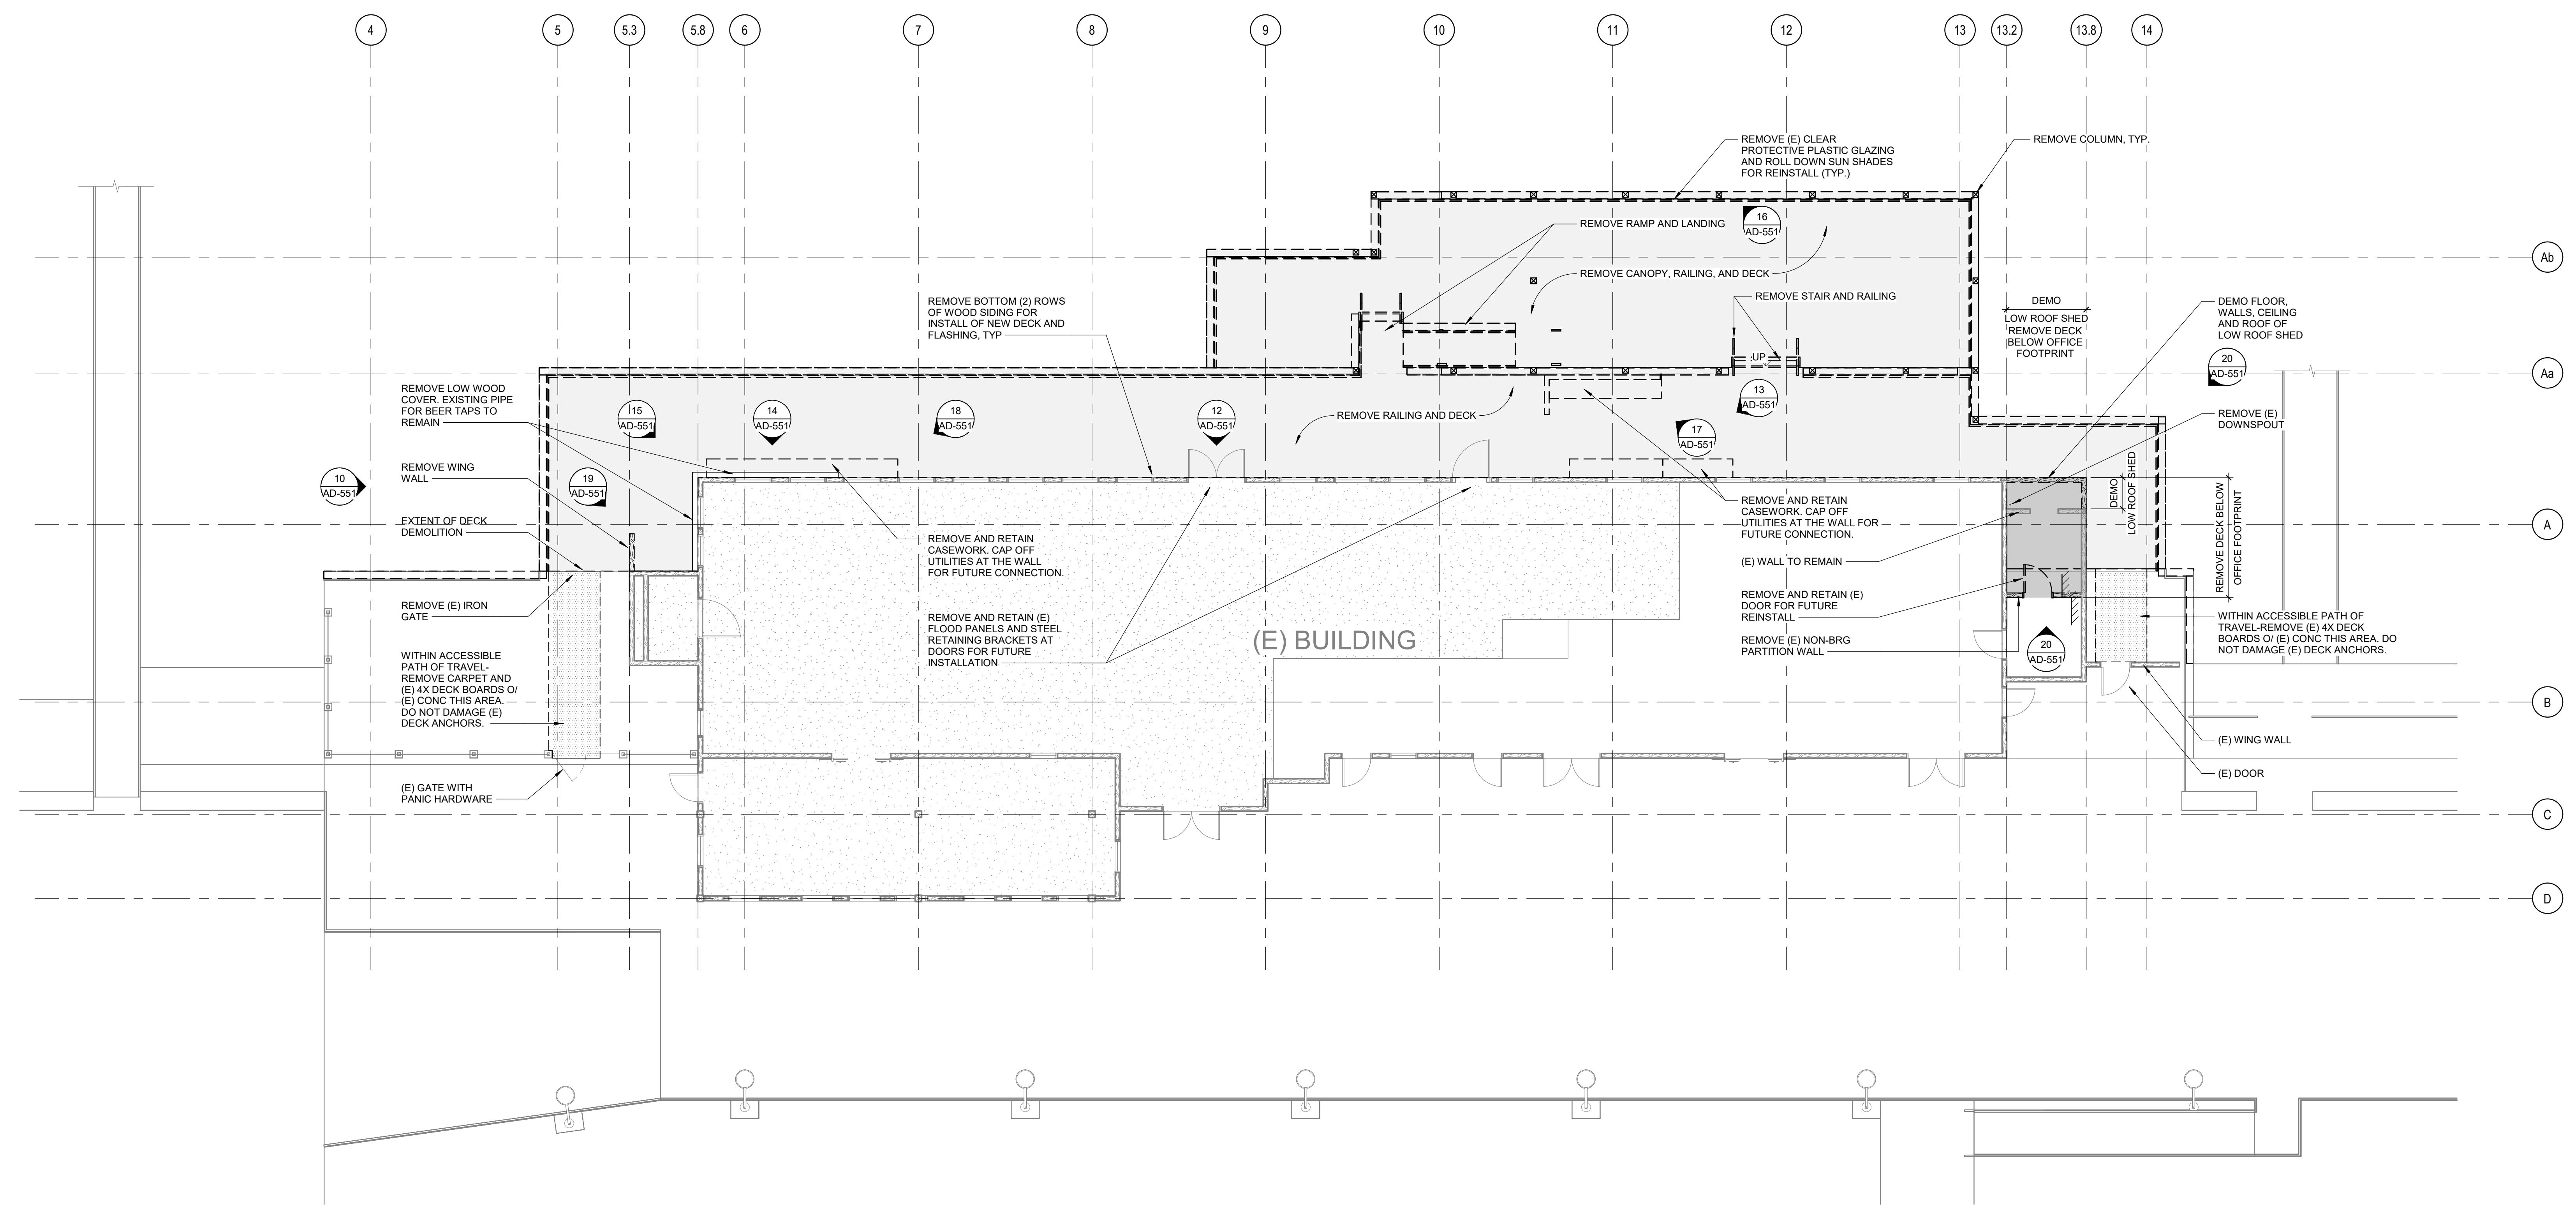 4
5
5.3
5.8
6
7
8
9
10
11
12
13
13.2
13.8
14
REMOVE (E) CLEAR
PROTECTIVE PLASTIC GLAZING
AND ROLL DOWN SUN SHADES
FOR REINSTALL (TYP.)
REMOVE COLUMN, TYP.
16
AD-551
REMOVE RAMP AND LANDING
Ab
REMOVE CANOPY, RAILING, AND DECK
REMOVE STAIR AND RAILING
REMOVE BOTTOM (2) ROWS
OF WOOD SIDING FOR
INSTALL OF NEW DECK AND
FLASHING, TYP
DEMO
LOW ROOF SHED
REMOVE DECK
BELOW OFFICE
FOOTPRINT
DEMO FLOOR,
WALLS, CEILING
AND ROOF OF
LOW ROOF SHED
UP
20
AD-551
Aa
REMOVE LOW WOOD
COVER. EXISTING PIPE
FOR BEER TAPS TO
REMAIN
15
AD-551
14
AD-551
18
AD-551
12
AD-551
REMOVE RAILING AND DECK
13
AD-551
17
AD-551
REMOVE (E)
DOWNSPOUT
REMOVE WING
WALL
10
AD-551
19
AD-551
DEMO
LOW ROOF SHED
REMOVE DECK BELOW
OFFICE FOOTPRINT
REMOVE AND RETAIN
CASEWORK. CAP OFF
UTILITIES AT THE WALL FOR
FUTURE CONNECTION.
EXTENT OF DECK
DEMOLITION
A
REMOVE AND RETAIN
CASEWORK. CAP OFF
UTILITIES AT THE WALL
FOR FUTURE CONNECTION.
(E) WALL TO REMAIN
REMOVE (E) IRON
GATE
REMOVE AND RETAIN (E)
DOOR FOR FUTURE
REINSTALL
REMOVE AND RETAIN (E)
FLOOD PANELS AND STEEL
RETAINING BRACKETS AT
DOORS FOR FUTURE
INSTALLATION
(E) BUILDING
REMOVE (E) NON-BRG
PARTITION WALL
20
AD-551
WITHIN ACCESSIBLE PATH OF
TRAVEL-REMOVE (E) 4X DECK
BOARDS O/ (E) CONC THIS AREA. DO
NOT DAMAGE (E) DECK ANCHORS.
WITHIN ACCESSIBLE
PATH OF TRAVEL-
REMOVE CARPET AND
(E) 4X DECK BOARDS O/
(E) CONC THIS AREA.
DO NOT DAMAGE (E)
DECK ANCHORS.
B
(E) WING WALL
(E) DOOR
(E) GATE WITH
PANIC HARDWARE
C
D